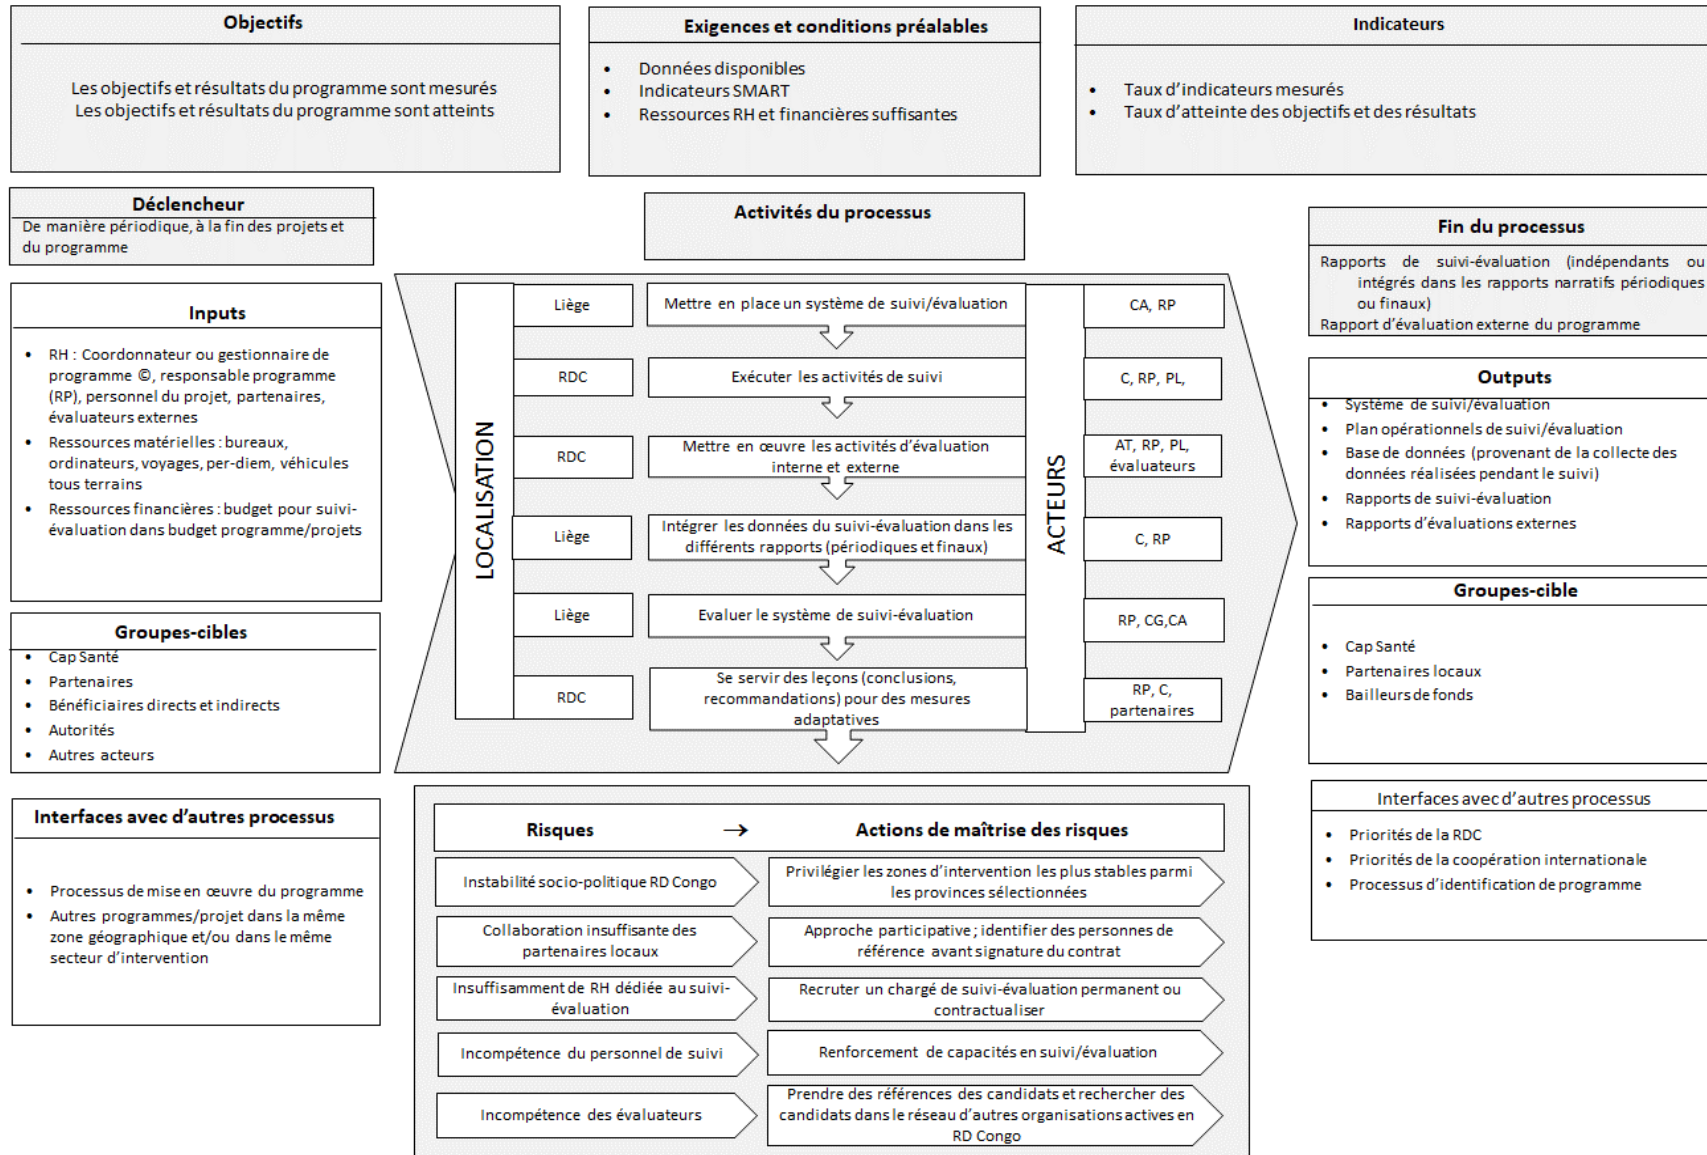 Objectifs
Les objectifs et résultats du programme sont mesurés
Les objectifs et résultats du programme sont atteints
Exigences et conditions préalables
• Données disponibles
• Indicateurs SMART
• Ressources RH et financières suffisantes
Indicateurs
• Taux d'indicateurs mesurés
• Taux d'atteinte des objectifs et des résultats
Déclencheur
De manière périodique, à la fin des projets et
du programme
Activités du processus
Fin du processus
Rapports de suivi-évaluation (indépendants ou
intégrés dans les rapports narratifs périodiques
ou finaux)
Rapport d'évaluation externe du programme
Inputs
• RH : Coordonnateur ou gestionnaire de
programme ©, responsable programme
(RP), personnel du projet, partenaires,
évaluateurs externes
• Ressources matérielles : bureaux,
ordinateurs, voyages, per-diem, véhicules
tous terrains
• Ressources financières : budget pour suivi-
évaluation dans budget programme/projets
Groupes-cibles
• Cap Santé
• Partenaires
• Bénéficiaires directs et indirects
• Autorités
• Autres acteurs
Interfaces avec d'autres processus
• Processus de mise en œuvre du programme
• Autres programmes/projet dans la même
zone géographique et/ou dans le même
secteur d'intervention
LOCALISATION
ACTEURS
Liège
Mettre en place un système de suivi/évaluation
CA, RP
RDC
Exécuter les activités de suivi
C, RP, PL,
RDC
Mettre en œuvre les activités d'évaluation
interne et externe
AT, RP, PL,
évaluateurs
Liège
Intégrer les données du suivi-évaluation dans les
différents rapports (périodiques et finaux)
C, RP
Liège
Evaluer le système de suivi-évaluation
RP, CG,CA
RDC
Se servir des leçons (conclusions,
recommandations) pour des mesures
adaptatives
RP, C,
partenaires
Outputs
• Système de suivi/évaluation
• Plan opérationnels de suivi/évaluation
• Base de données (provenant de la collecte des
données réalisées pendant le suivi)
• Rapports de suivi-évaluation
• Rapports d'évaluations externes
Groupes-cible
• Cap Santé
• Partenaires locaux
• Bailleurs de fonds
Interfaces avec d'autres processus
• Priorités de la RDC
• Priorités de la coopération internationale
• Processus d'identification de programme
Risques → Actions de maîtrise des risques
Instabilité socio-politique RD Congo
Privilégier les zones d'intervention les plus stables parmi
les provinces sélectionnées
Collaboration insuffisante des
partenaires locaux
Approche participative ; identifier des personnes de
référence avant signature du contrat
Insuffisamment de RH dédiée au suivi-
évaluation
Recruter un chargé de suivi-évaluation permanent ou
contractualiser
Incompétence du personnel de suivi
Renforcement de capacités en suivi/évaluation
Incompétence des évaluateurs
Prendre des références des candidats et rechercher des
candidats dans le réseau d'autres organisations actives en
RD Congo